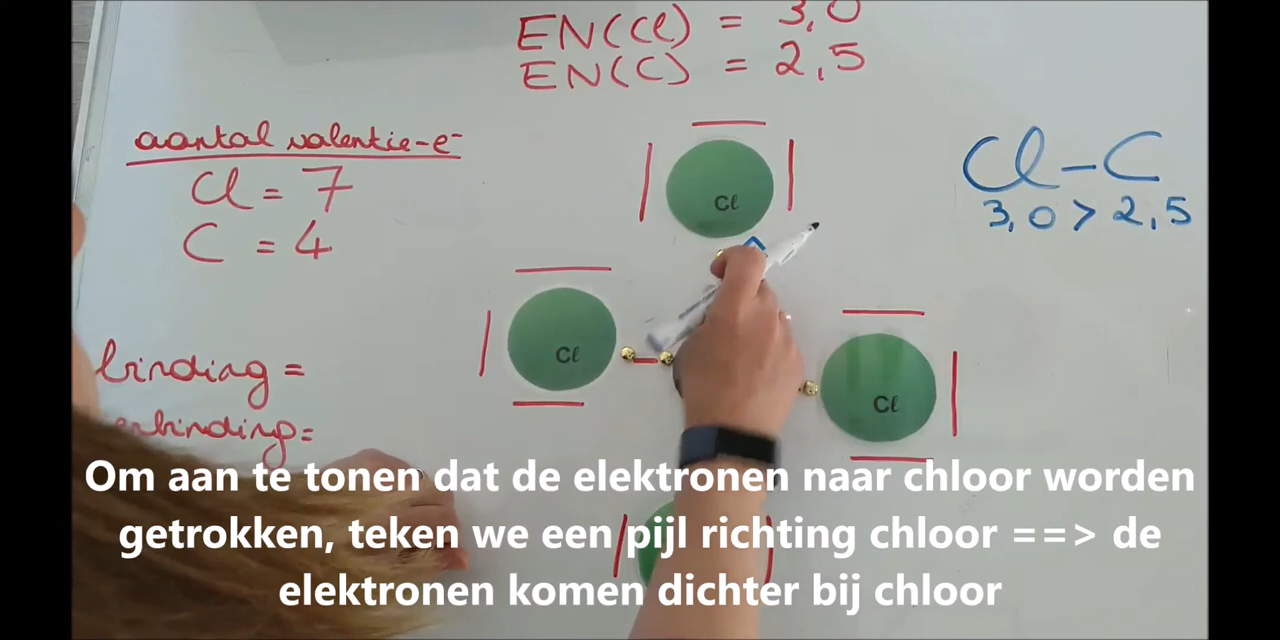 EN(Cl) = 3,0
EN(C) = 2,5
aantal valentie-e⁻
Cl = 7
C = 4
Cl - C
3,0 > 2,5
Cl
Cl
Cl
binding =
Om aan te tonen dat de elektronen naar chloor worden
getrokken, teken we een pijl richting chloor ==> de
elektronen komen dichter bij chloor